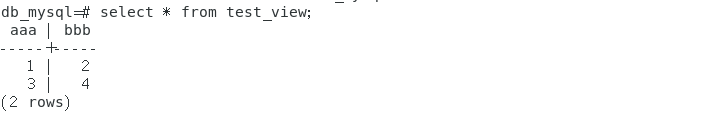 db_mysql=# select * from test_view;
 aaa | bbb
-----+-----
   1 |   2
   3 |   4
(2 rows)